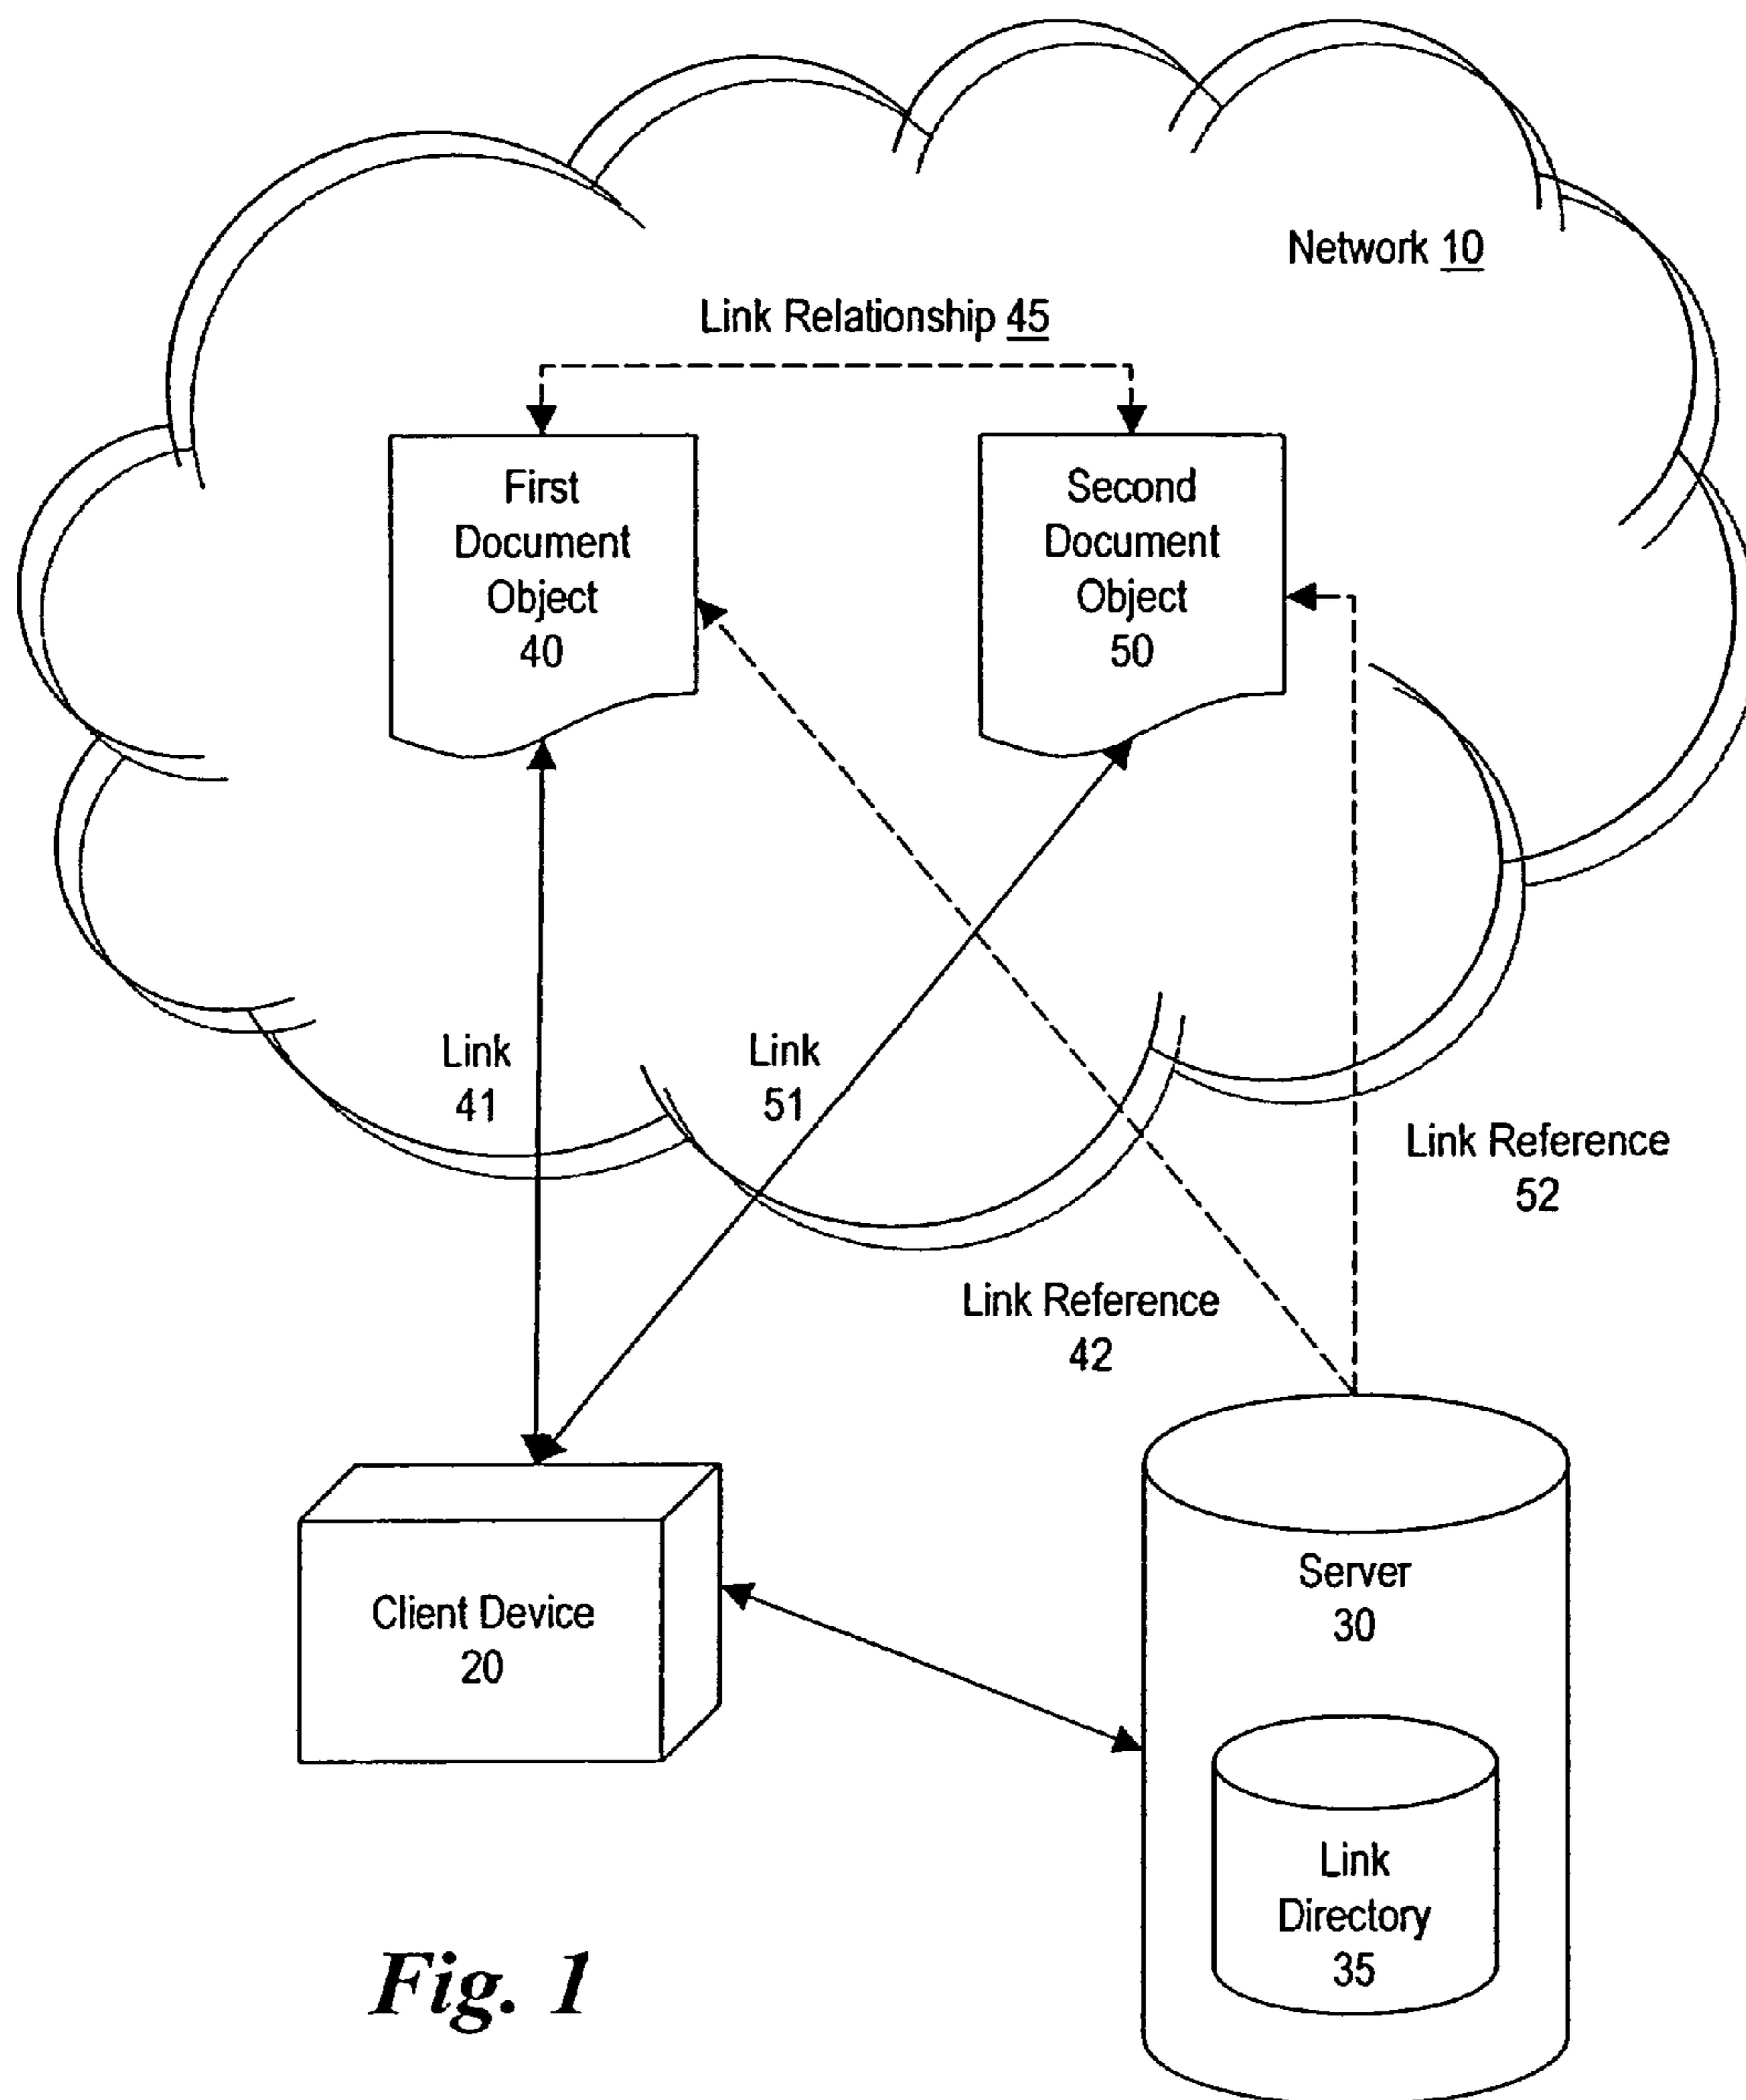 Network 10
Link Relationship 45
First
Document
Object
40
Second
Document
Object
50
Link
41
Link
51
Link Reference
52
Link Reference
42
Client Device
20
Server
30
Link
Directory
35
Fig. 1